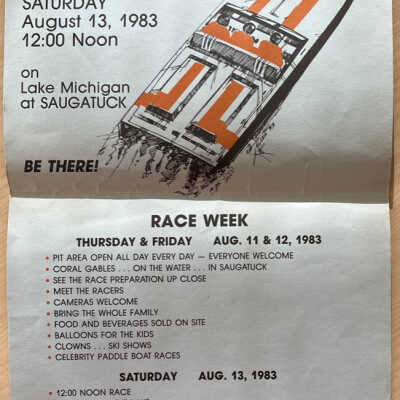 SATURDAY
August 13, 1983
12:00 Noon
on
Lake Michigan
at SAUGATUCK
BE THERE!
RACE WEEK
THURSDAY & FRIDAY AUG. 11 & 12, 1983
• PIT AREA OPEN ALL DAY EVERY DAY — EVERYONE WELCOME
• CORAL GABLES . . . ON THE WATER . . . IN SAUGATUCK
• SEE THE RACE PREPARATION UP CLOSE
• MEET THE RACERS
• CAMERAS WELCOME
• BRING THE WHOLE FAMILY
• FOOD AND BEVERAGES SOLD ON SITE
• BALLOONS FOR THE KIDS
• CLOWNS . . . SKI SHOWS
• CELEBRITY PADDLE BOAT RACES
SATURDAY AUG. 13, 1983
• 12:00 NOON RACE